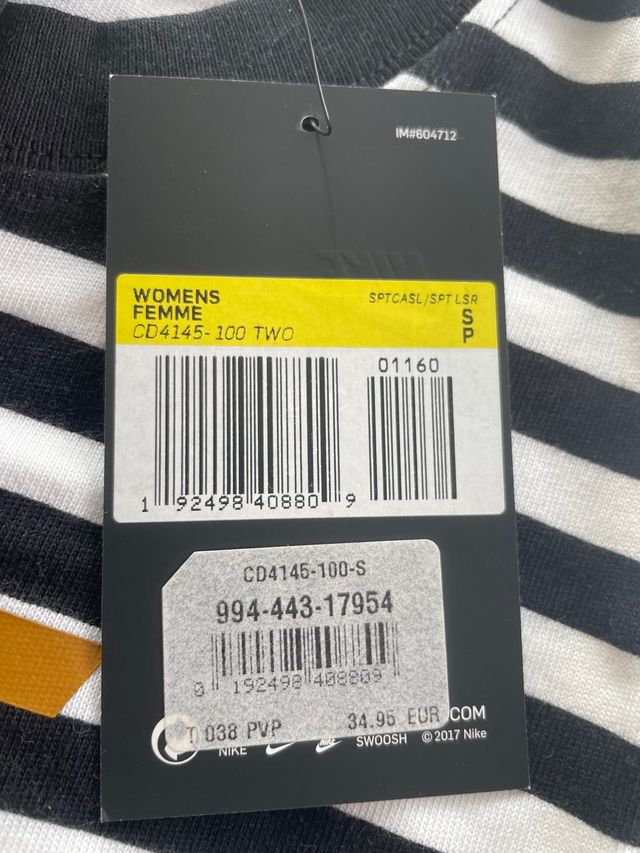 IM#604712
WOMENS
FEMME
CD4145-100 TWO
SPTCASL/SPT LSR
S
P
01160
1 92498 40880 9
CD4145-100-S
994-443-17954
0 192498 408809
038 PVP 34.95 EUR
.COM
NIKE SWOOSH © 2017 Nike